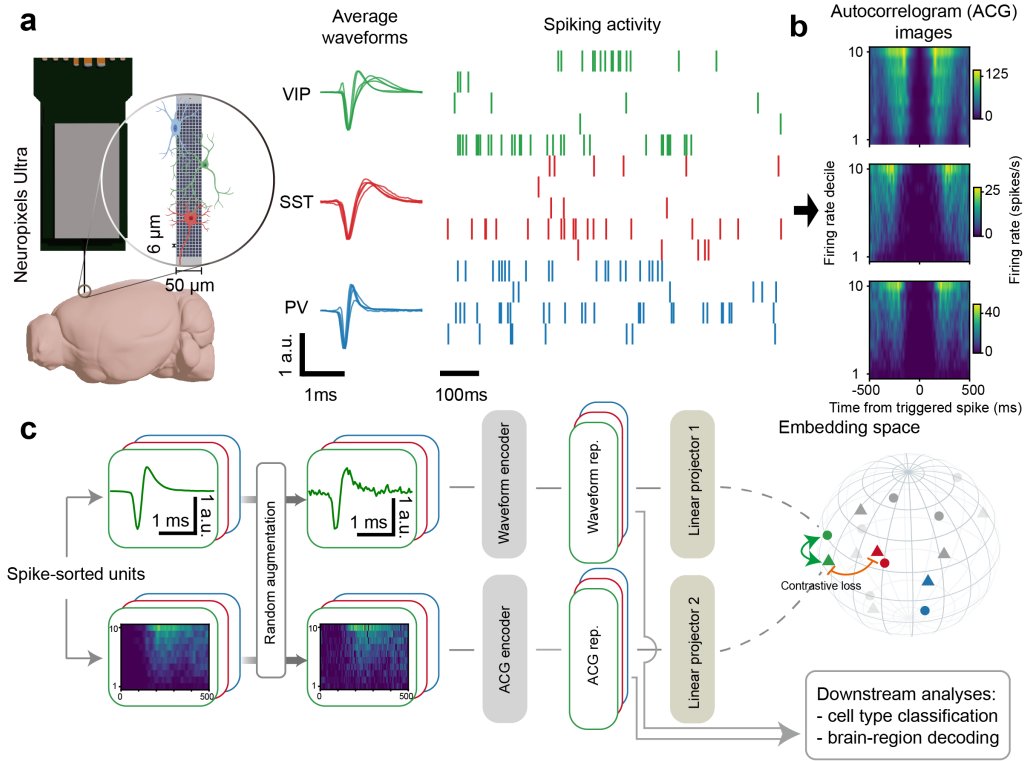 a
Average
waveforms
Spiking activity
b
Autocorrelogram (ACG)
images
Neuropixels Ultra
6 µm
50 µm
VIP
SST
PV
1 a.u.
1ms
100ms
10
1
125
0
10
1
25
0
10
1
40
0
Firing rate decile
Firing rate (spikes/s)
-500
0
500
Time from triggered spike (ms)
c
Embedding space
Spike-sorted units
1 ms
1 a.u.
10
1
0
500
Random augmentation
1 ms
1 a.u.
10
1
0
500
Waveform encoder
ACG encoder
Waveform rep.
ACG rep.
Linear projector 1
Linear projector 2
Contrastive loss
Downstream analyses:
- cell type classification
- brain-region decoding